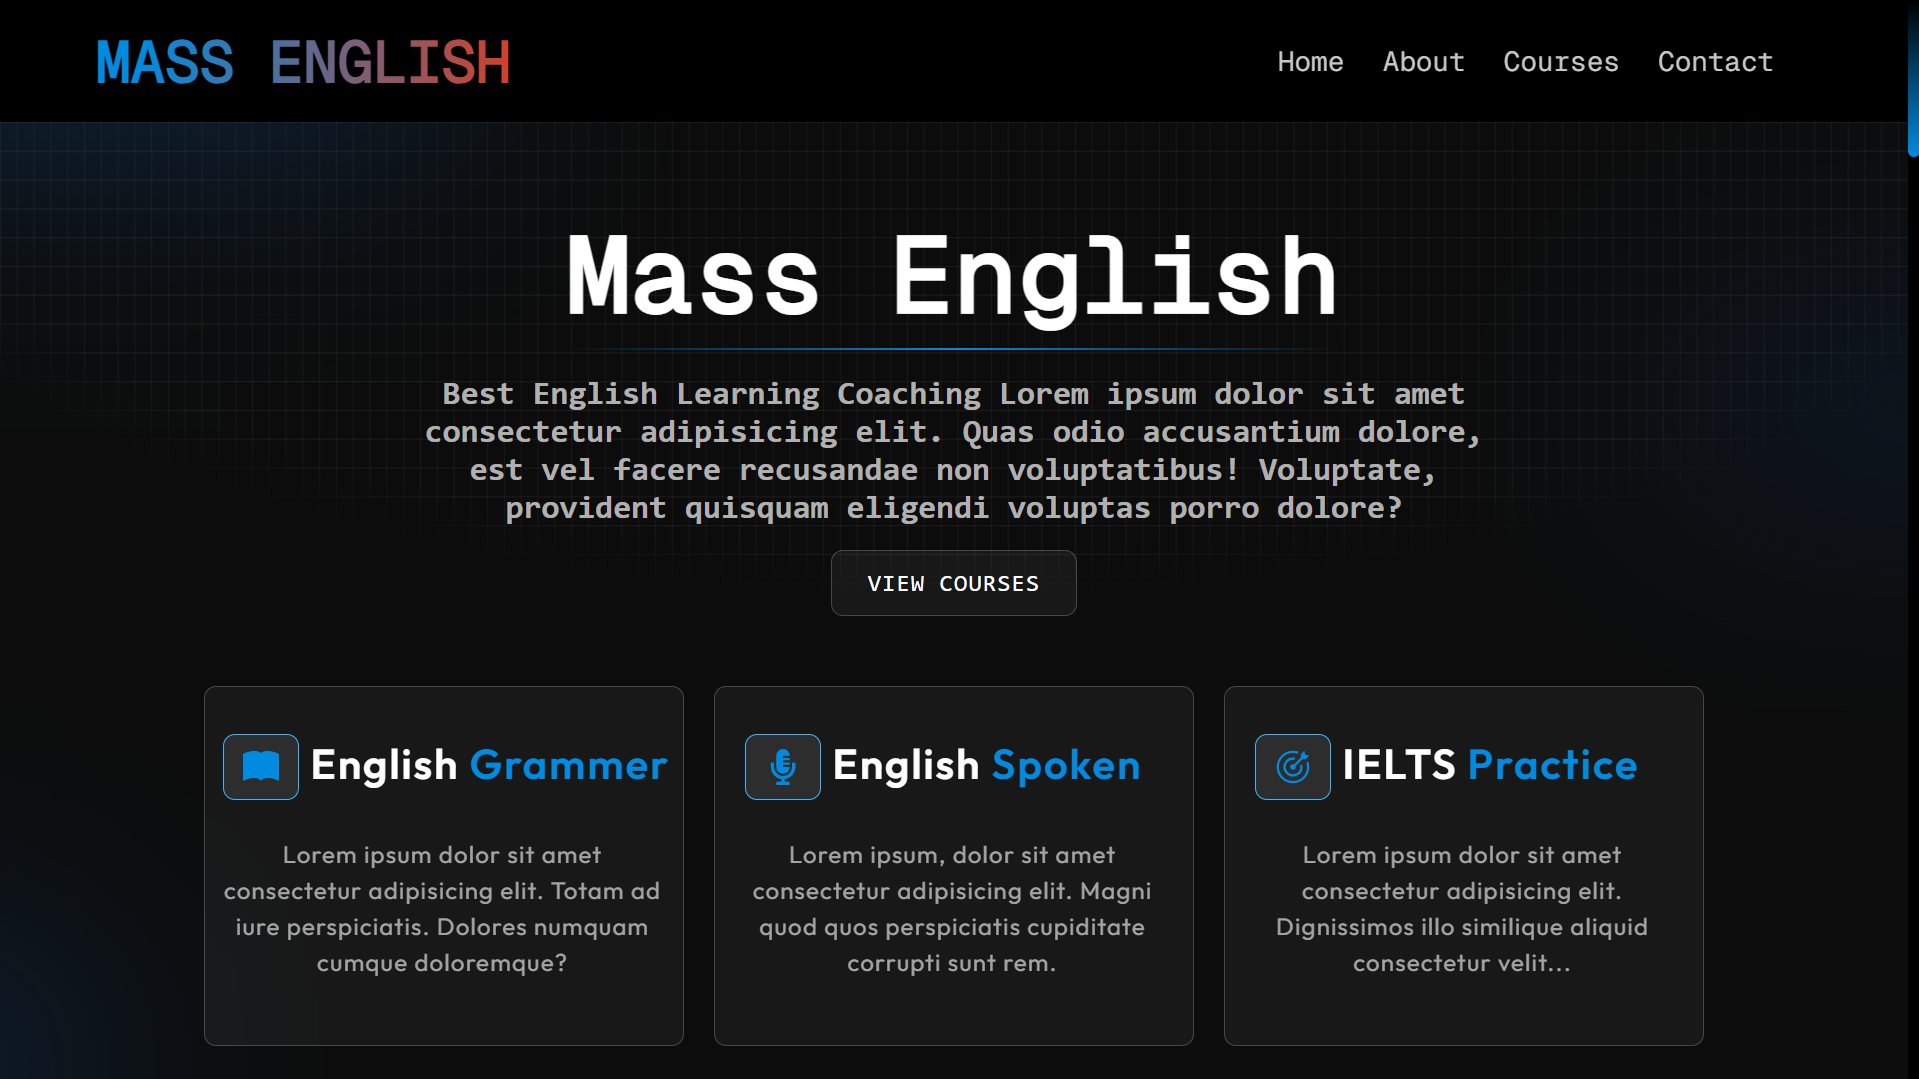 MASS ENGLISH
Home About Courses Contact
Mass English
Best English Learning Coaching Lorem ipsum dolor sit amet
consectetur adipisicing elit. Quas odio accusantium dolore,
est vel facere recusandae non voluptatibus! Voluptate,
provident quisquam eligendi voluptas porro dolore?
VIEW COURSES
English Grammer
Lorem ipsum dolor sit amet
consectetur adipisicing elit. Totam ad
iure perspiciatis. Dolores numquam
cumque doloremque?
English Spoken
Lorem ipsum, dolor sit amet
consectetur adipisicing elit. Magni
quod quos perspiciatis cupiditate
corrupti sunt rem.
IELTS Practice
Lorem ipsum dolor sit amet
consectetur adipisicing elit.
Dignissimos illo similique aliquid
consectetur velit...